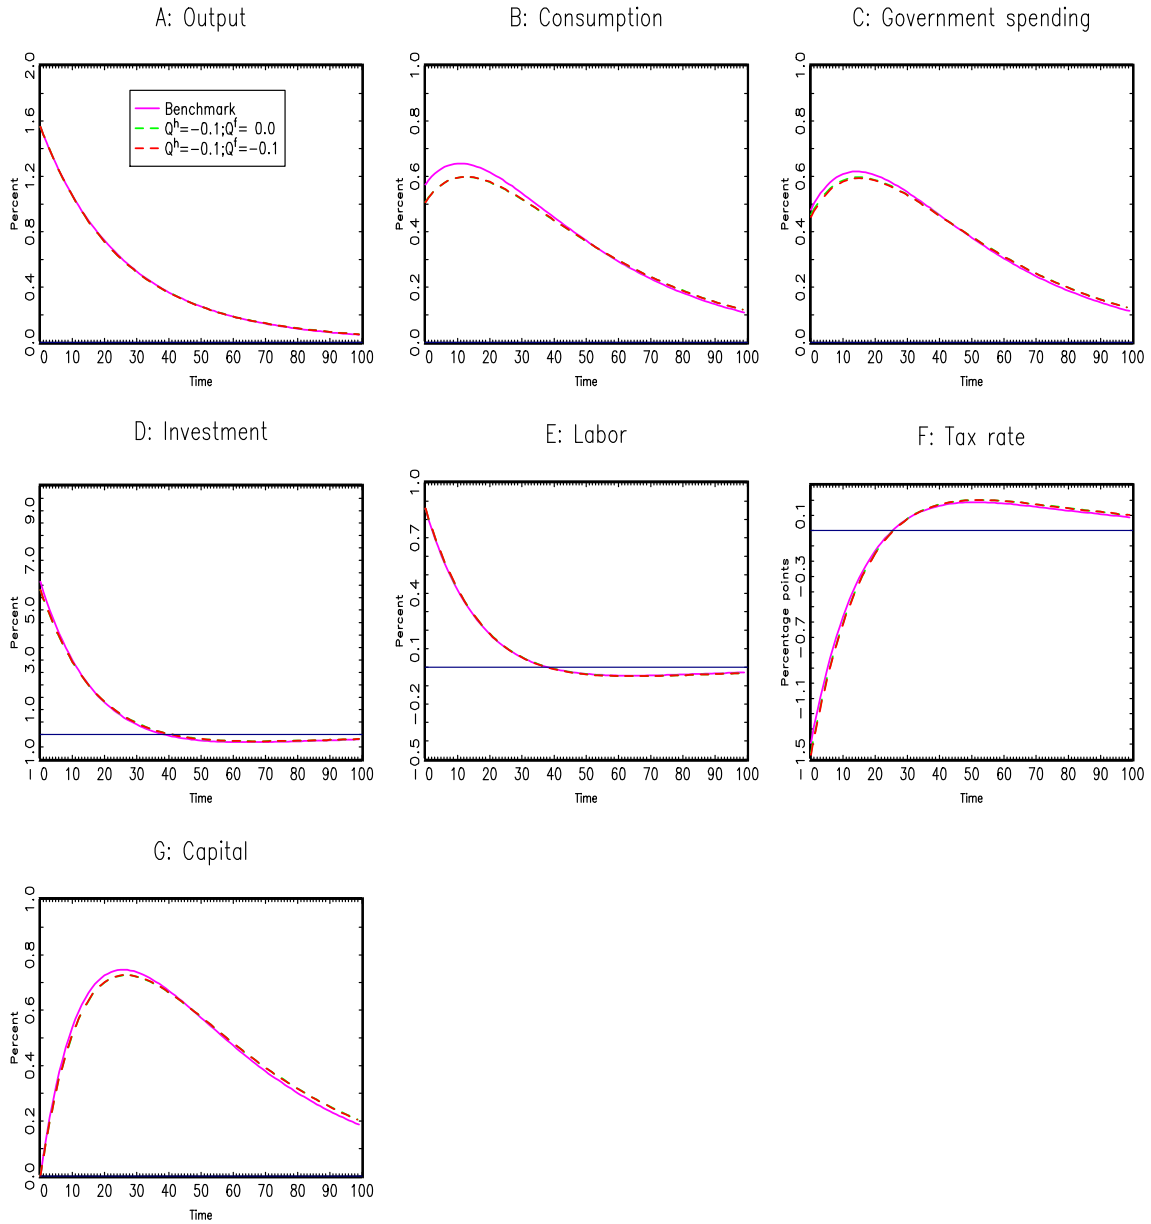 A: Output
B: Consumption
C: Government spending
Percent
0.0 0.4 0.8 1.2 1.6 2.0
Benchmark
Q^h=−0.1;Q^f= 0.0
Q^h=−0.1;Q^f=−0.1
0 10 20 30 40 50 60 70 80 90 100
Time
Percent
0.0 0.2 0.4 0.6 0.8 1.0
0 10 20 30 40 50 60 70 80 90 100
Time
Percent
0.0 0.2 0.4 0.6 0.8 1.0
0 10 20 30 40 50 60 70 80 90 100
Time
D: Investment
E: Labor
F: Tax rate
Percent
−1.0 1.0 3.0 5.0 7.0 9.0
0 10 20 30 40 50 60 70 80 90 100
Time
Percent
−0.5 −0.2 0.1 0.4 0.7 1.0
0 10 20 30 40 50 60 70 80 90 100
Time
Percentage points
−1.5 −1.1 −0.7 −0.3 0.1
0 10 20 30 40 50 60 70 80 90 100
Time
G: Capital
Percent
0.0 0.2 0.4 0.6 0.8 1.0
0 10 20 30 40 50 60 70 80 90 100
Time